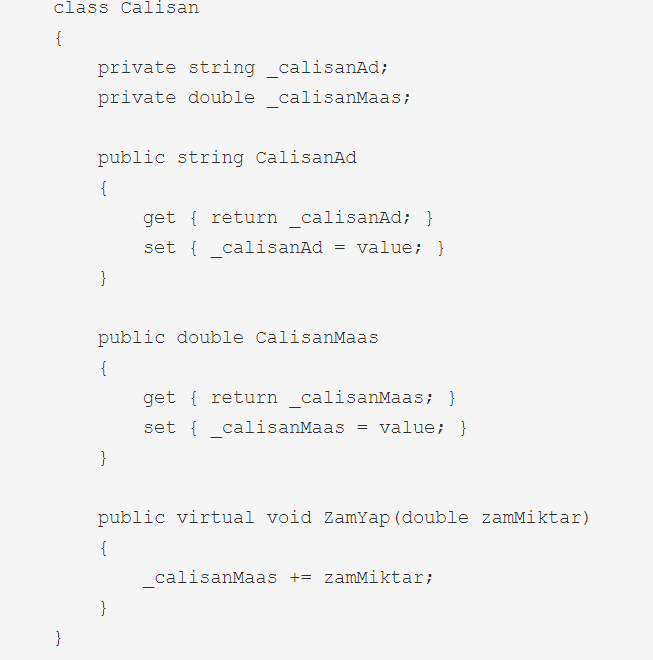 class Calisan
{
private string _calisanAd;
private double _calisanMaas;
public string CalisanAd
{
get { return _calisanAd; }
set { _calisanAd = value; }
}
public double CalisanMaas
{
get { return _calisanMaas; }
set { _calisanMaas = value; }
}
public virtual void ZamYap(double zamMiktar)
{
_calisanMaas += zamMiktar;
}
}